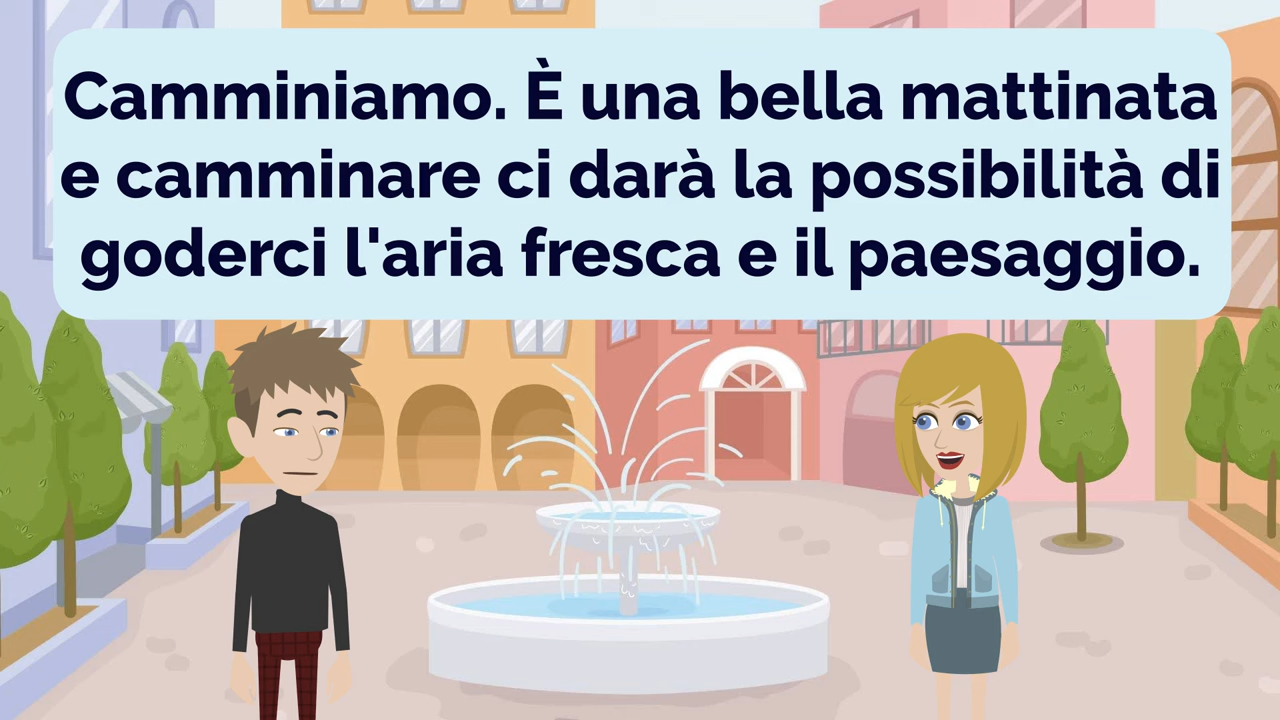 Camminiamo. È una bella mattinata
e camminare ci darà la possibilità di
goderci l'aria fresca e il paesaggio.